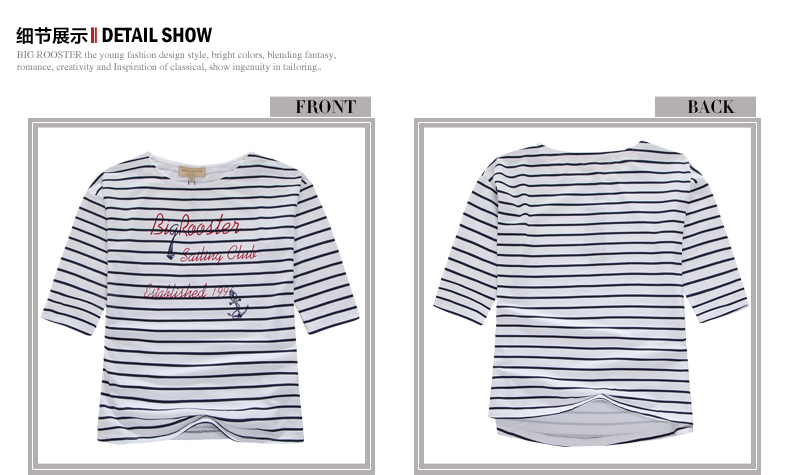 细节展示 DETAIL SHOW
BIG ROOSTER the young fashion design style, bright colors, blending fantasy,
romance, creativity and Inspiration of classical, show ingenuity in tailoring。
FRONT
BACK
BigRooster
Sailing Club
Established 199